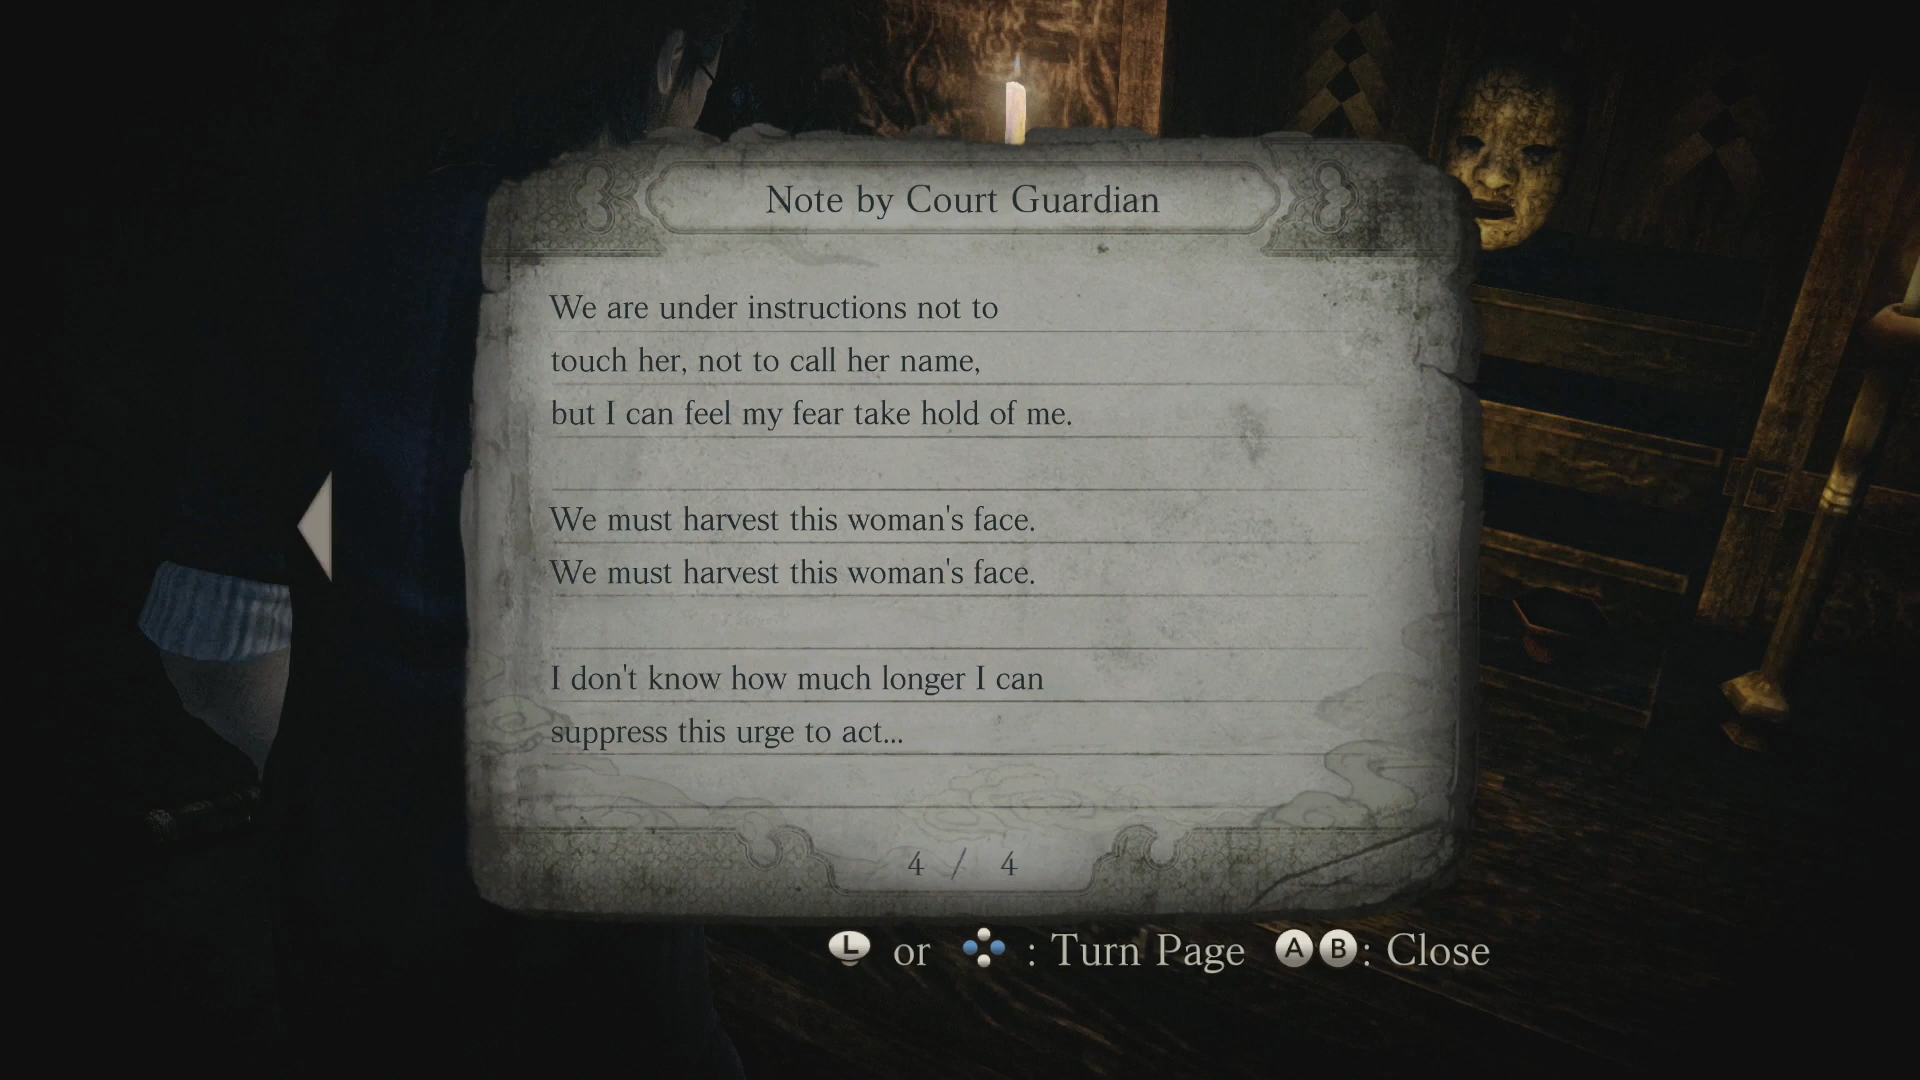 Note by Court Guardian
We are under instructions not to
touch her, not to call her name,
but I can feel my fear take hold of me.
We must harvest this woman's face.
We must harvest this woman's face.
I don't know how much longer I can
suppress this urge to act...
4 / 4
L or : Turn Page A B : Close